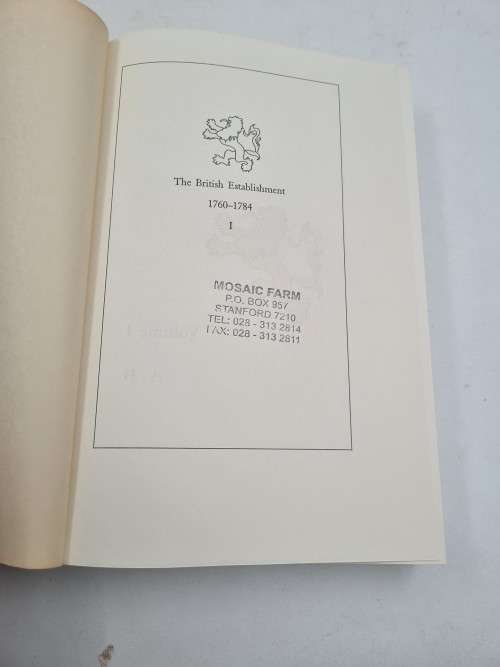 The British Establishment
1760–1784
I
MOSAIC FARM
P.O. BOX 957
STANFORD 7210
TEL: 028 - 313 2814
FAX: 028 - 313 2811